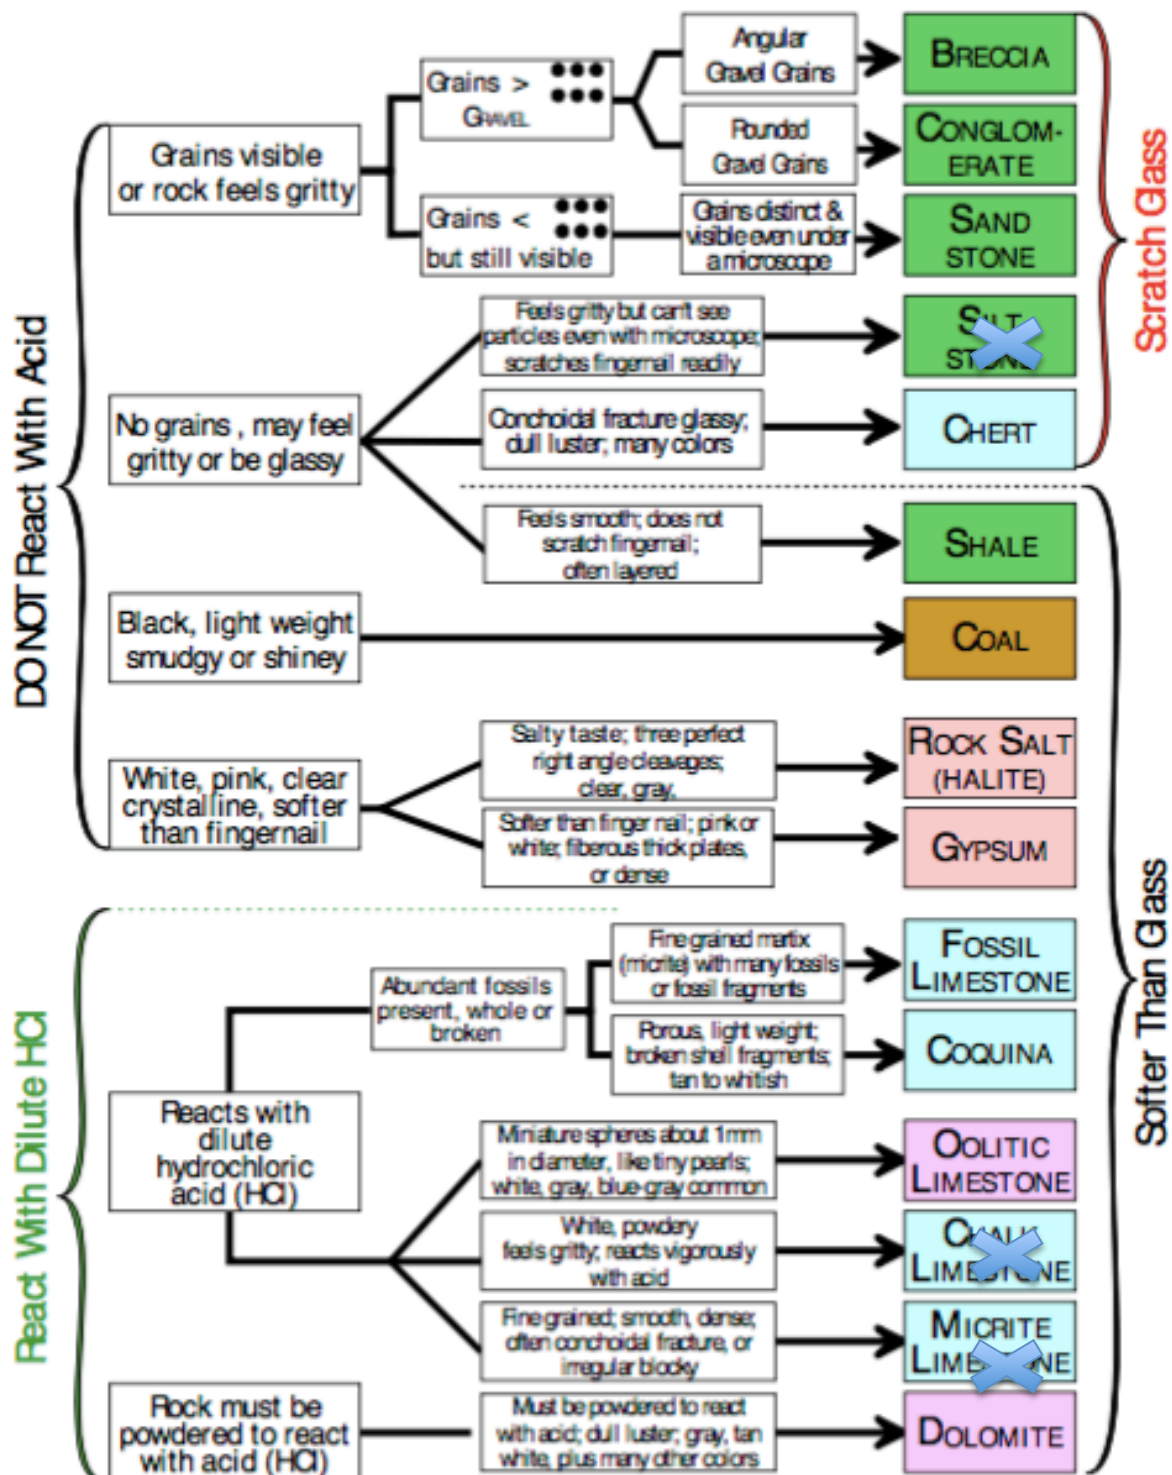 DO NOT React With Acid
Grains visible
or rock feels gritty
Grains >
GRAVEL
Angular
Gravel Grains
BRECCIA
Rounded
Gravel Grains
CONGLOM-
ERATE
Grains <
but still visible
Grains distinct &
visible even under
a microscope
SAND
STONE
Scratch Glass
No grains , may feel
gritty or be glassy
Feels gritty but can't see
particles even with microscope;
scratches fingernail readily
SILT
STONE
Conchoidal fracture glassy;
dull luster; many colors
CHERT
Feels smooth; does not
scratch fingernail;
often layered
SHALE
Black, light weight
smudgy or shiney
COAL
White, pink, clear
crystalline, softer
than fingernail
Salty taste; three perfect
right angle cleavages;
clear, gray,
ROCK SALT
(HALITE)
Softer than finger nail; pink or
white; fiberous thick plates,
or dense
GYPSUM
Softer Than Glass
React With Dilute HCl
Reacts with
dilute
hydrochloric
acid (HCl)
Abundant fossils
present, whole or
broken
Fine grained martix
(micrite) with many fossils
or fossil fragments
FOSSIL
LIMESTONE
Porous, light weight;
broken shell fragments;
tan to whitish
COQUINA
Miniature spheres about 1mm
in diameter, like tiny pearls;
white, gray, blue-gray common
OOLITIC
LIMESTONE
White, powdery
feels gritty; reacts vigorously
with acid
CHALK
LIMESTONE
Fine grained; smooth, dense;
often conchoidal fracture, or
irregular blocky
MICRITE
LIMESTONE
Rock must be
powdered to react
with acid (HCl)
Must be powdered to react
with acid; dull luster; gray, tan
white, plus many other colors
DOLOMITE